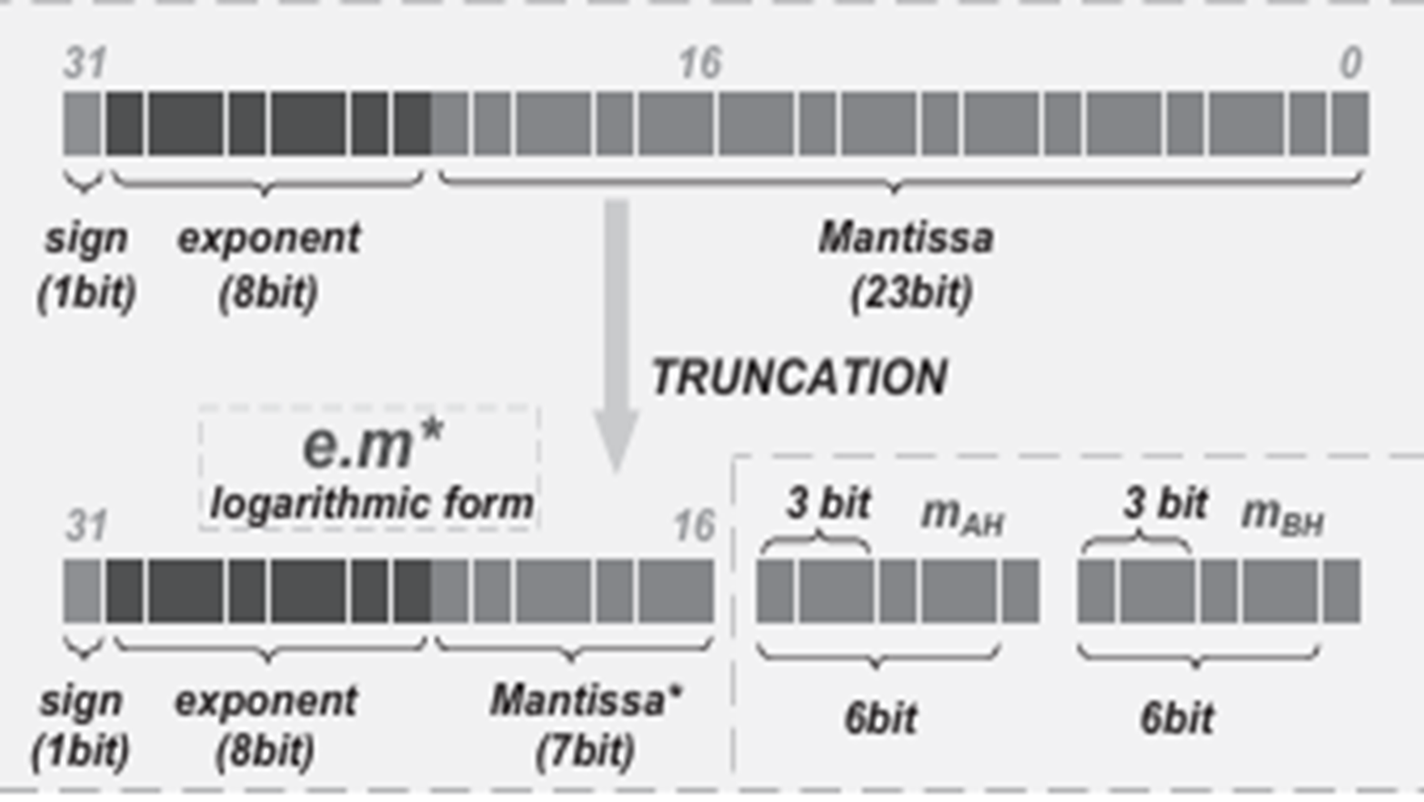 31 16 0
sign exponent Mantissa
(1bit) (8bit) (23bit)
TRUNCATION
e.m*
logarithmic form
31 16
3 bit mAH 3 bit mBH
sign exponent Mantissa*
(1bit) (8bit) (7bit)
6bit 6bit